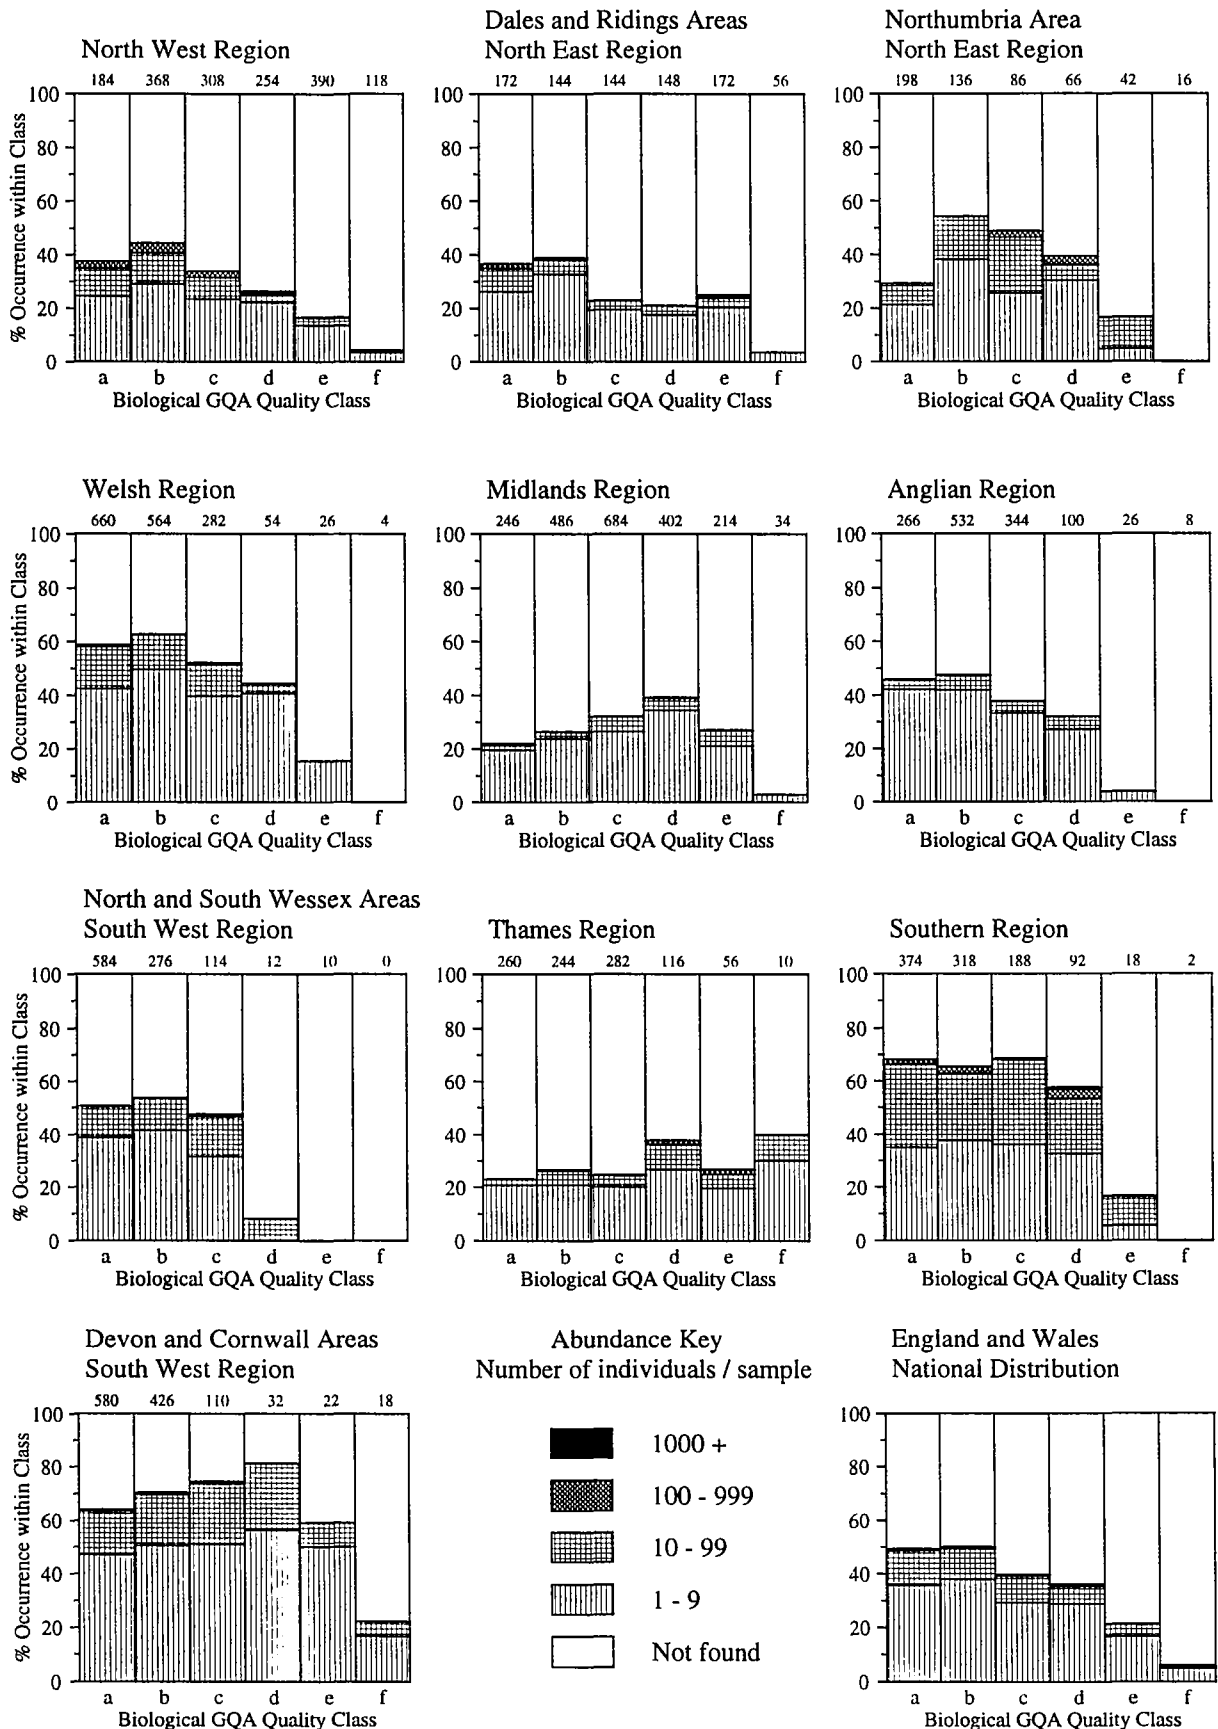 North West Region
184 368 308 254 390 118
% Occurrence within Class
100
80
60
40
20
0
a b c d e f
Biological GQA Quality Class
Dales and Ridings Areas
North East Region
172 144 144 148 172 56
100
80
60
40
20
0
a b c d e f
Biological GQA Quality Class
Northumbria Area
North East Region
198 136 86 66 42 16
100
80
60
40
20
0
a b c d e f
Biological GQA Quality Class
Welsh Region
660 564 282 54 26 4
% Occurrence within Class
100
80
60
40
20
0
a b c d e f
Biological GQA Quality Class
Midlands Region
246 486 684 402 214 34
100
80
60
40
20
0
a b c d e f
Biological GQA Quality Class
Anglian Region
266 532 344 100 26 8
100
80
60
40
20
0
a b c d e f
Biological GQA Quality Class
North and South Wessex Areas
South West Region
584 276 114 12 10 0
% Occurrence within Class
100
80
60
40
20
0
a b c d e f
Biological GQA Quality Class
Thames Region
260 244 282 116 56 10
100
80
60
40
20
0
a b c d e f
Biological GQA Quality Class
Southern Region
374 318 188 92 18 2
100
80
60
40
20
0
a b c d e f
Biological GQA Quality Class
Devon and Cornwall Areas
South West Region
580 426 110 32 22 18
% Occurrence within Class
100
80
60
40
20
0
a b c d e f
Biological GQA Quality Class
Abundance Key
Number of individuals / sample
1000 +
100 - 999
10 - 99
1 - 9
Not found
England and Wales
National Distribution
100
80
60
40
20
0
a b c d e f
Biological GQA Quality Class